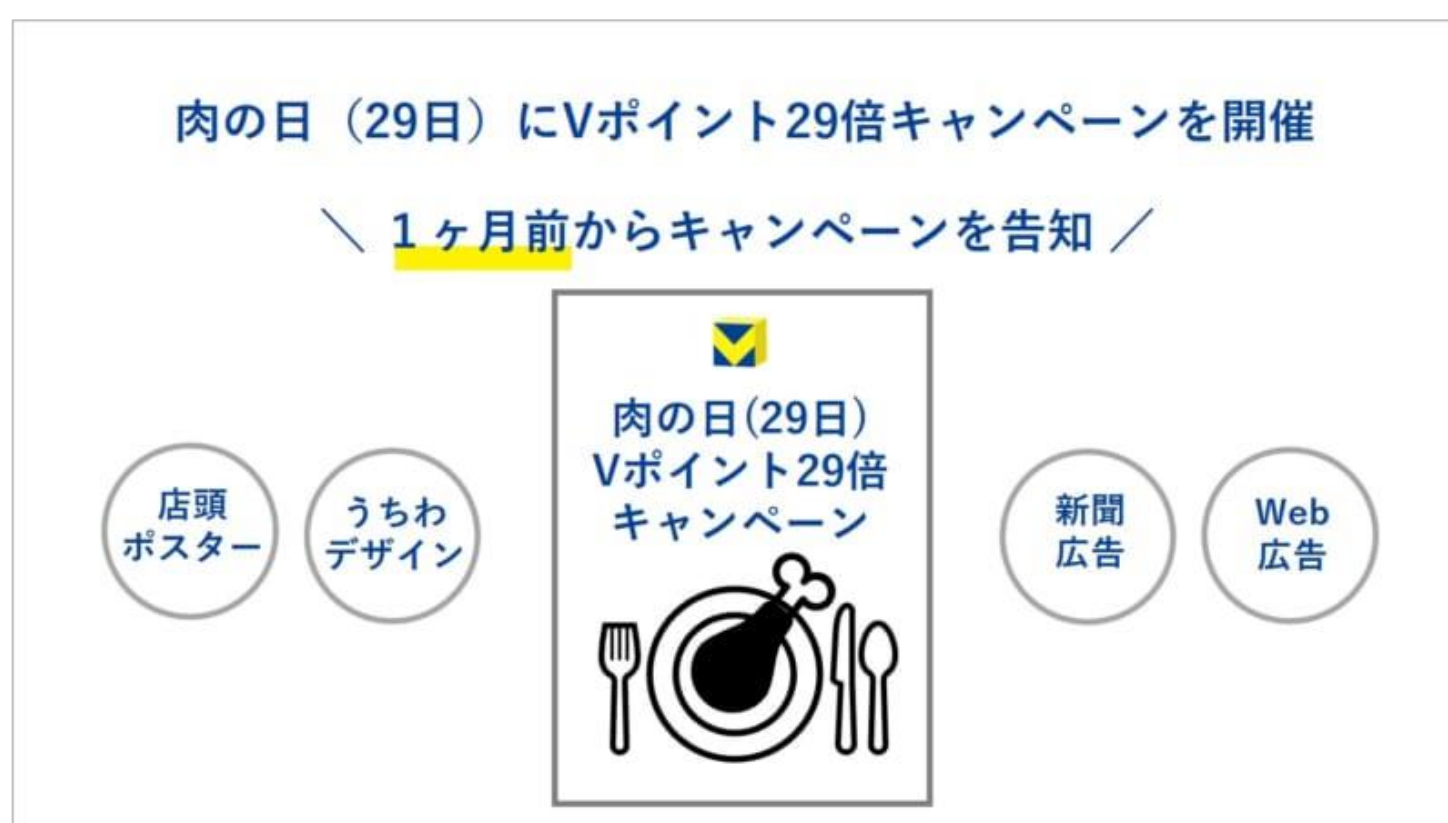 肉の日（29日）にVポイント29倍キャンペーンを開催
＼ 1ヶ月前からキャンペーンを告知 ／
店頭
ポスター
うちわ
デザイン
肉の日(29日)
Vポイント29倍
キャンペーン
新聞
広告
Web
広告